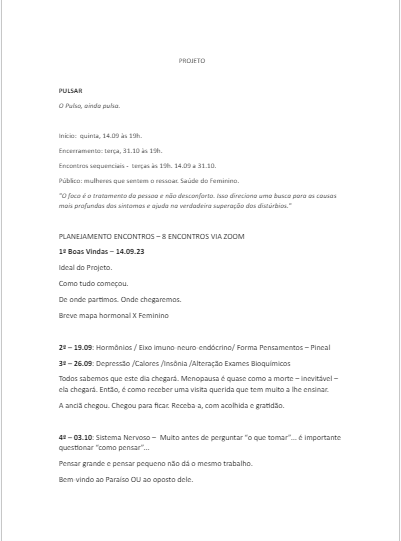 PROJETO
PULSAR
O Pulso, ainda pulsa.
Início: quinta, 14.09 às 19h.
Encerramento: terça, 31.10 às 19h.
Encontros sequenciais - terças às 19h. 14.09 a 31.10.
Público: mulheres que sentem o ressoar. Saúde do Feminino.
"O foco é o tratamento da pessoa e não desconforto. Isso direciona uma busca para as causas
mais profundas dos sintomas e ajuda na verdadeira superação dos distúrbios."
PLANEJAMENTO ENCONTROS – 8 ENCONTROS VIA ZOOM
1º Boas Vindas – 14.09.23
Ideal do Projeto.
Como tudo começou.
De onde partimos. Onde chegaremos.
Breve mapa hormonal X Feminino
2º – 19.09: Hormônios / Eixo imuno-neuro-endócrino/ Forma Pensamentos – Pineal
3º – 26.09: Depressão /Calores /Insônia /Alteração Exames Bioquímicos
Todos sabemos que este dia chegará. Menopausa é quase como a morte – inevitável –
ela chegará. Então, é como receber uma visita querida que tem muito a lhe ensinar.
A anciã chegou. Chegou para ficar. Receba a, com acolhida e gratidão.
4º – 03.10: Sistema Nervoso – Muito antes de perguntar "o que tomar"... é importante
questionar "como pensar"...
Pensar grande e pensar pequeno não dá o mesmo trabalho.
Bem vindo ao Paraíso OU ao oposto dele.